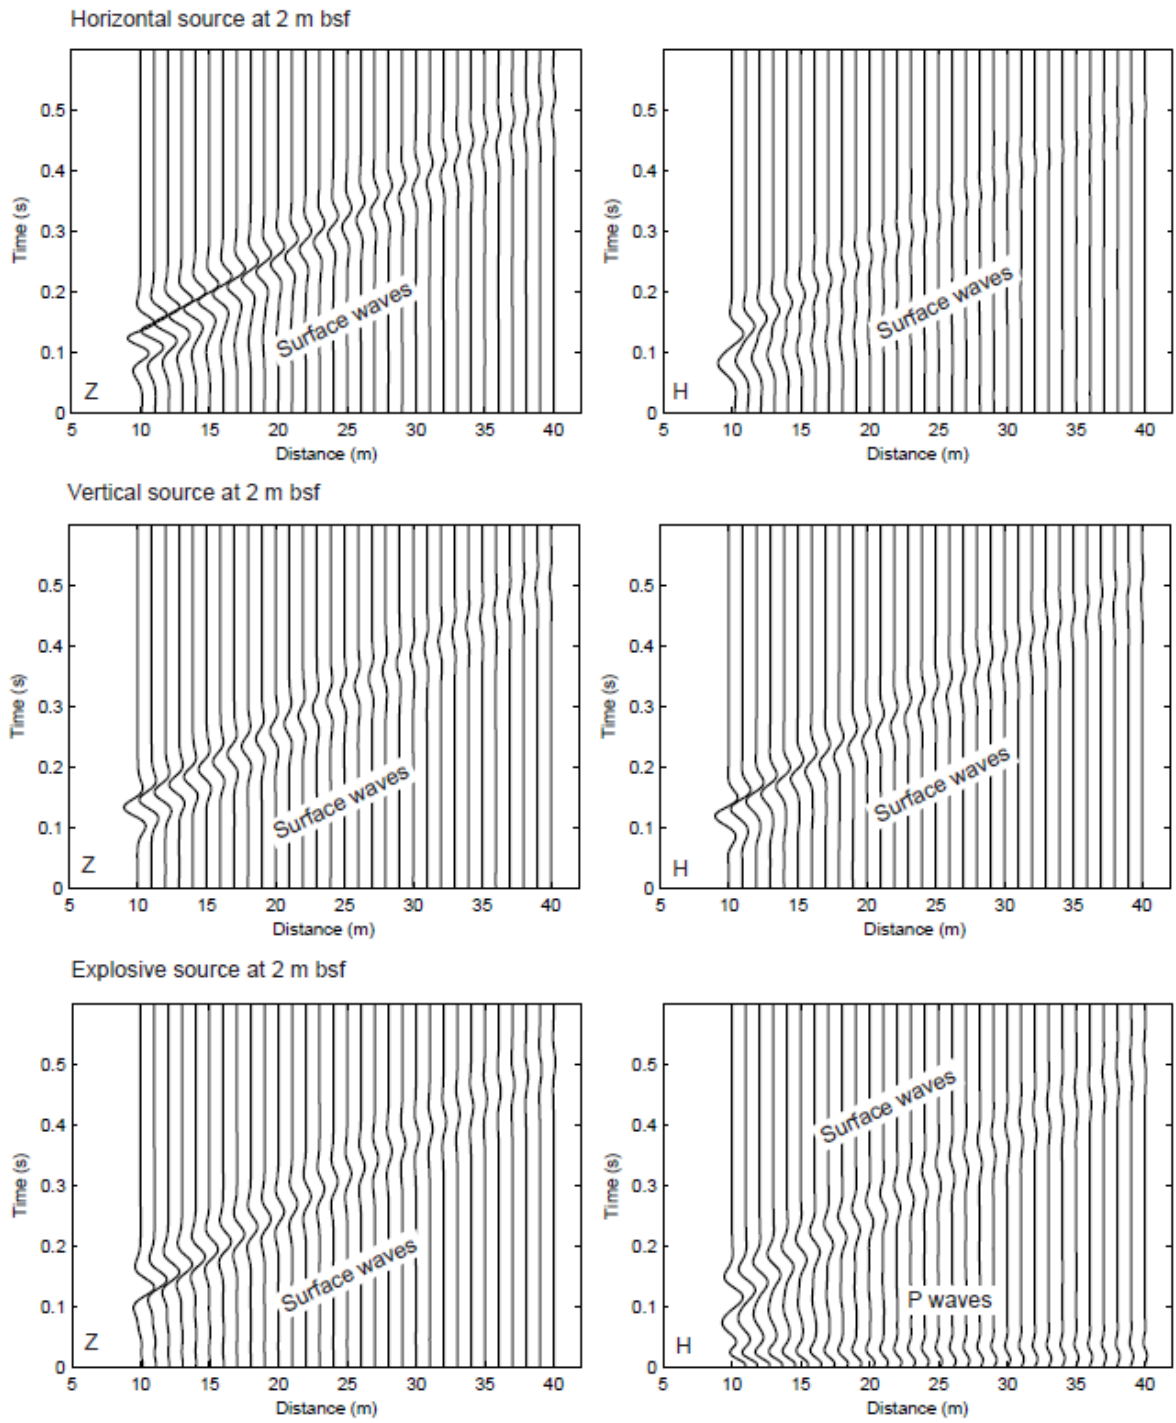 Horizontal source at 2 m bsf
0.5
0.4
0.3
0.2
0.1
0
Time (s)
Surface waves
Z
5 10 15 20 25 30 35 40
Distance (m)
0.5
0.4
0.3
0.2
0.1
0
Time (s)
Surface waves
H
5 10 15 20 25 30 35 40
Distance (m)
Vertical source at 2 m bsf
0.5
0.4
0.3
0.2
0.1
0
Time (s)
Surface waves
Z
5 10 15 20 25 30 35 40
Distance (m)
0.5
0.4
0.3
0.2
0.1
0
Time (s)
Surface waves
H
5 10 15 20 25 30 35 40
Distance (m)
Explosive source at 2 m bsf
0.5
0.4
0.3
0.2
0.1
0
Time (s)
Surface waves
Z
5 10 15 20 25 30 35 40
Distance (m)
0.5
0.4
0.3
0.2
0.1
0
Time (s)
Surface waves
P waves
H
5 10 15 20 25 30 35 40
Distance (m)